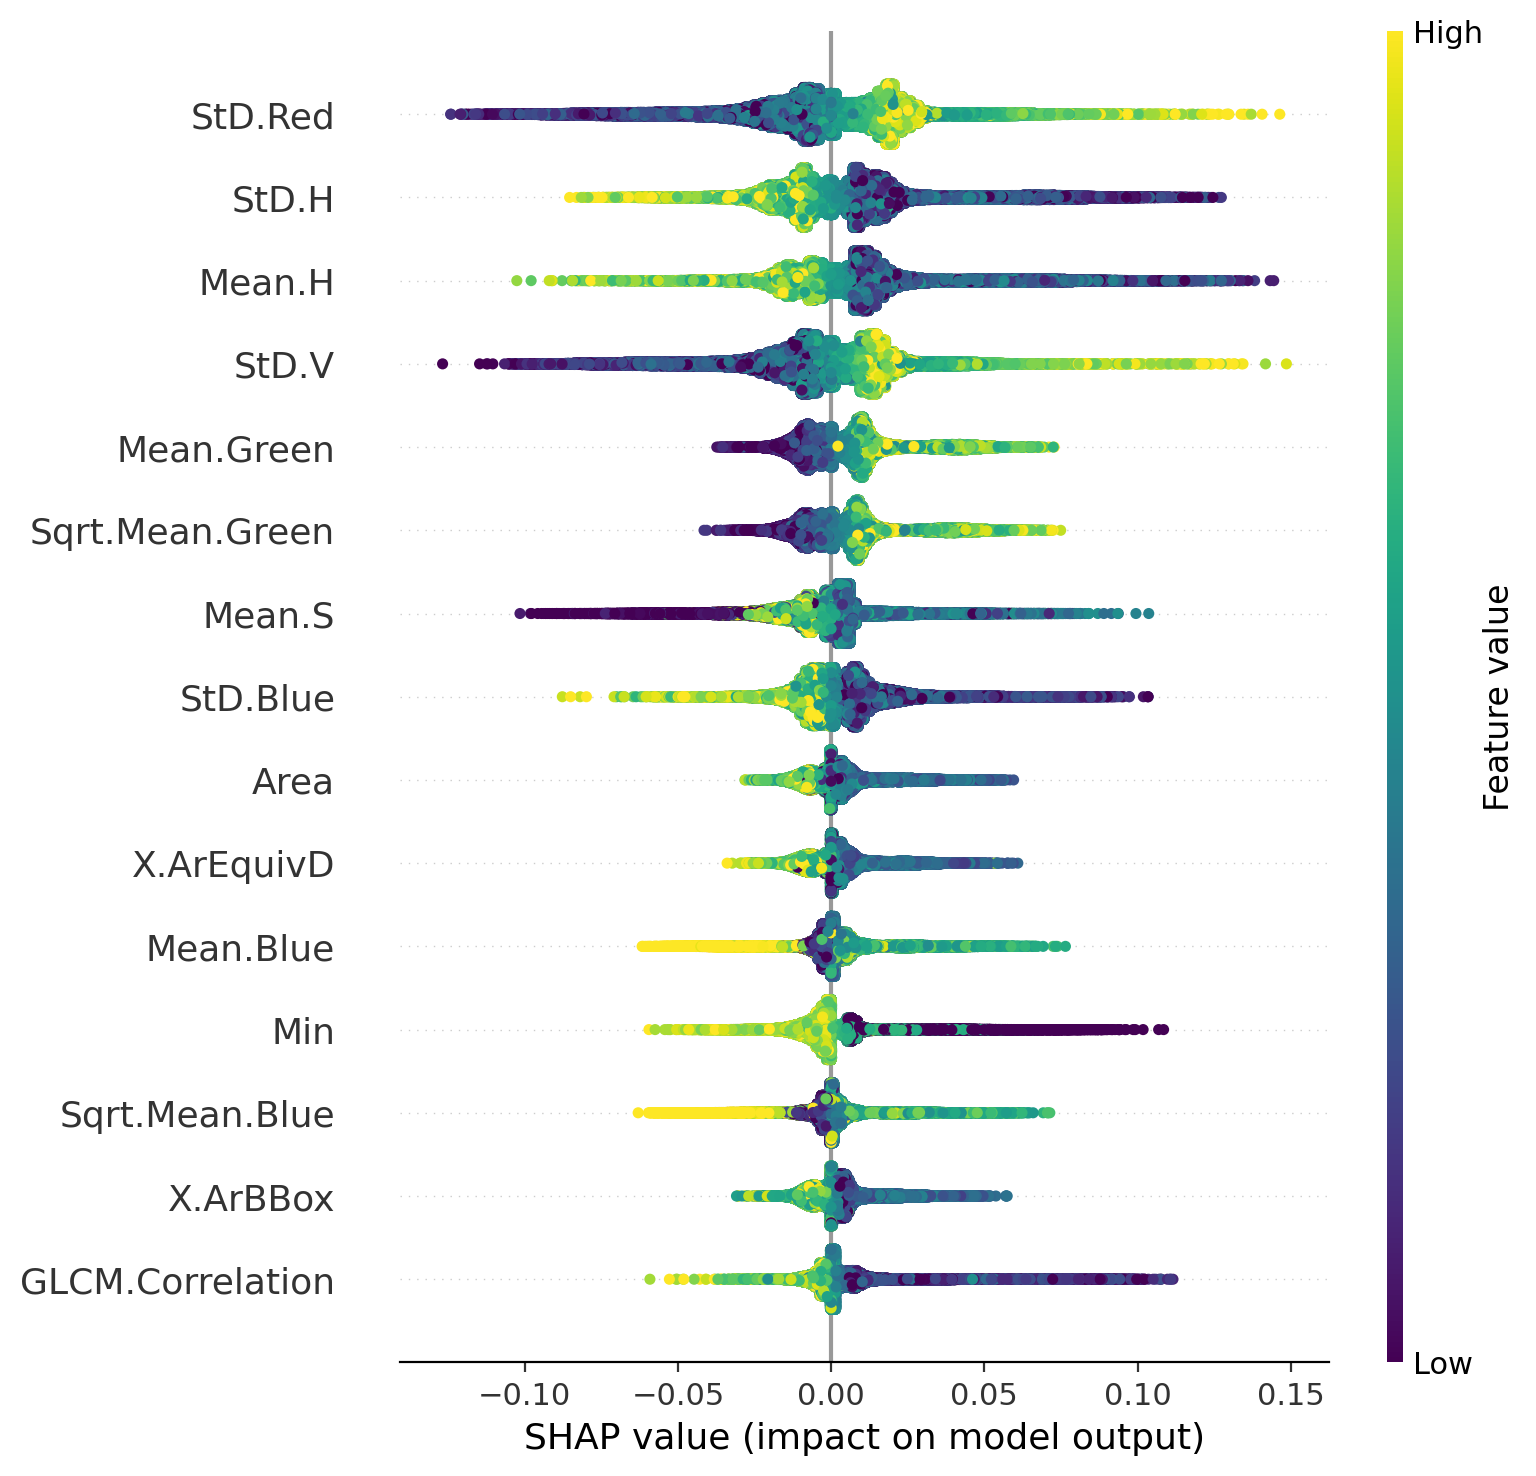 High
StD.Red
StD.H
Mean.H
StD.V
Mean.Green
Sqrt.Mean.Green
Mean.S
StD.Blue
Area
X.ArEquivD
Mean.Blue
Min
Sqrt.Mean.Blue
X.ArBBox
GLCM.Correlation
Feature value
Low
−0.10 −0.05 0.00 0.05 0.10 0.15
SHAP value (impact on model output)